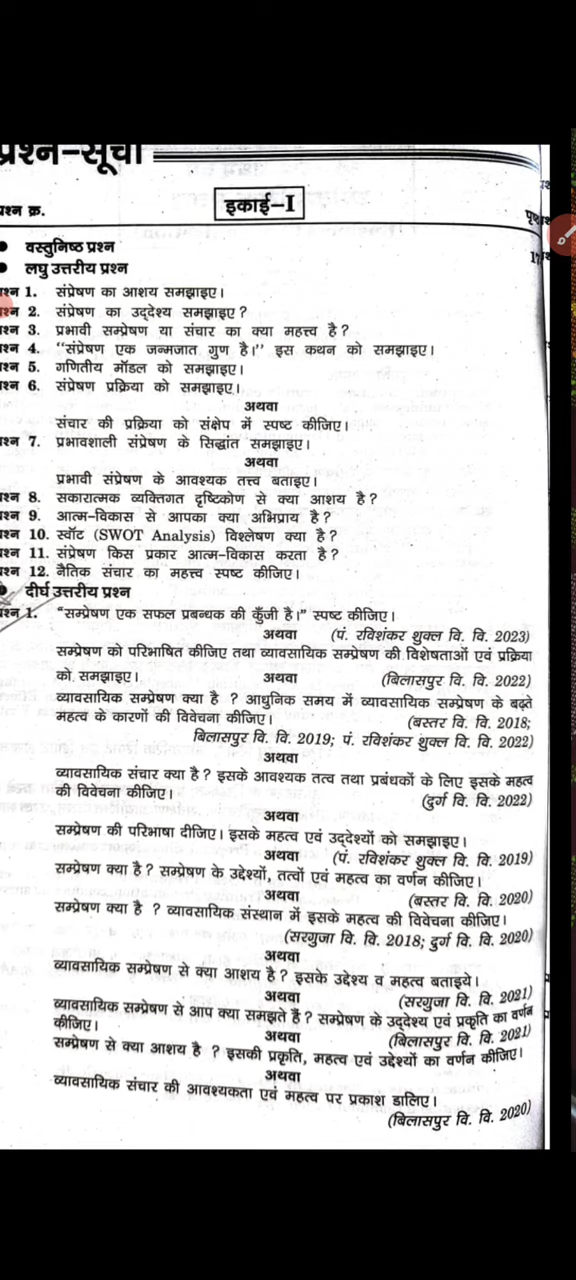 प्रश्न-सूची
प्रश्न क्र. इकाई-I
● वस्तुनिष्ठ प्रश्न
● लघु उत्तरीय प्रश्न
प्रश्न 1. संप्रेषण का आशय समझाइए।
प्रश्न 2. संप्रेषण का उद्देश्य समझाइए ?
प्रश्न 3. प्रभावी सम्प्रेषण या संचार का क्या महत्त्व है ?
प्रश्न 4. “संप्रेषण एक जन्मजात गुण है।” इस कथन को समझाइए।
प्रश्न 5. गणितीय मॉडल को समझाइए।
प्रश्न 6. संप्रेषण प्रक्रिया को समझाइए।
अथवा
संचार की प्रक्रिया को संक्षेप में स्पष्ट कीजिए।
प्रश्न 7. प्रभावशाली संप्रेषण के सिद्धांत समझाइए।
अथवा
प्रभावी संप्रेषण के आवश्यक तत्त्व बताइए।
प्रश्न 8. सकारात्मक व्यक्तिगत दृष्टिकोण से क्या आशय है ?
प्रश्न 9. आत्म-विकास से आपका क्या अभिप्राय है ?
प्रश्न 10. स्वॉट (SWOT Analysis) विश्लेषण क्या है ?
प्रश्न 11. संप्रेषण किस प्रकार आत्म-विकास करता है ?
प्रश्न 12. नैतिक संचार का महत्त्व स्पष्ट कीजिए।
● दीर्घ उत्तरीय प्रश्न
प्रश्न 1. “सम्प्रेषण एक सफल प्रबन्धक की कुँजी है।” स्पष्ट कीजिए।
अथवा (पं. रविशंकर शुक्ल वि. वि. 2023)
सम्प्रेषण को परिभाषित कीजिए तथा व्यावसायिक सम्प्रेषण की विशेषताओं एवं प्रक्रिया
को समझाइए। अथवा (बिलासपुर वि. वि. 2022)
व्यावसायिक सम्प्रेषण क्या है ? आधुनिक समय में व्यावसायिक सम्प्रेषण के बढ़ते
महत्व के कारणों की विवेचना कीजिए। (बस्तर वि. वि. 2018;
बिलासपुर वि. वि. 2019; पं. रविशंकर शुक्ल वि. वि. 2022)
अथवा
व्यावसायिक संचार क्या है ? इसके आवश्यक तत्व तथा प्रबंधकों के लिए इसके महत्व
की विवेचना कीजिए। (दुर्ग वि. वि. 2022)
अथवा
सम्प्रेषण की परिभाषा दीजिए। इसके महत्व एवं उद्देश्यों को समझाइए।
अथवा (पं. रविशंकर शुक्ल वि. वि. 2019)
सम्प्रेषण क्या है ? सम्प्रेषण के उद्देश्यों, तत्वों एवं महत्व का वर्णन कीजिए।
अथवा (बस्तर वि. वि. 2020)
सम्प्रेषण क्या है ? व्यावसायिक संस्थान में इसके महत्व की विवेचना कीजिए।
(सरगुजा वि. वि. 2018; दुर्ग वि. वि. 2020)
अथवा
व्यावसायिक सम्प्रेषण से क्या आशय है ? इसके उद्देश्य व महत्व बताइये।
अथवा (सरगुजा वि. वि. 2021)
व्यावसायिक सम्प्रेषण से आप क्या समझते हैं ? सम्प्रेषण के उद्देश्य एवं प्रकृति का वर्णन
कीजिए। अथवा (बिलासपुर वि. वि. 2021)
सम्प्रेषण से क्या आशय है ? इसकी प्रकृति, महत्व एवं उद्देश्यों का वर्णन कीजिए।
अथवा
व्यावसायिक संचार की आवश्यकता एवं महत्व पर प्रकाश डालिए।
(बिलासपुर वि. वि. 2020)